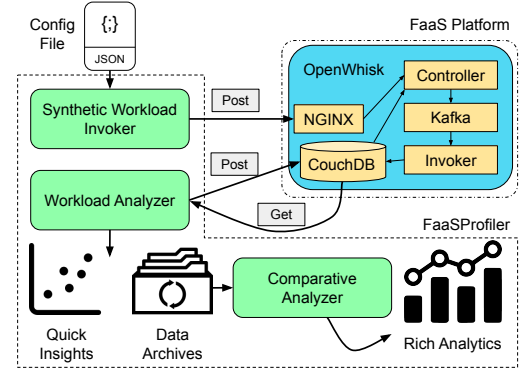 Config
File
{;}
JSON
FaaS Platform
OpenWhisk
Controller
Synthetic Workload
Invoker
Post
NGINX
Kafka
Post
CouchDB
Invoker
Workload Analyzer
Get
FaaSProfiler
Comparative
Analyzer
Quick
Insights
Data
Archives
Rich Analytics